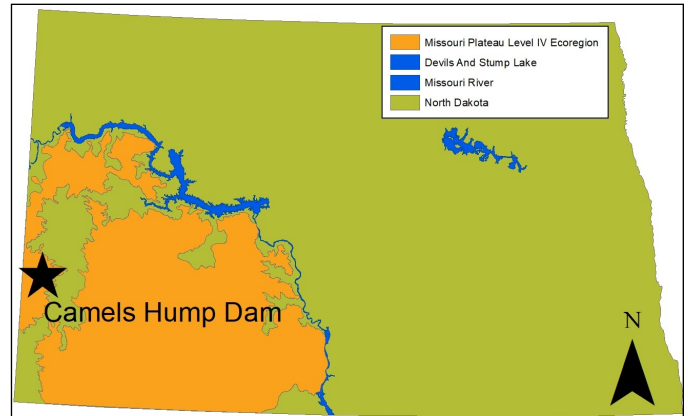 Missouri Plateau Level IV Ecoregion
Devils And Stump Lake
Missouri River
North Dakota
Camels Hump Dam
N